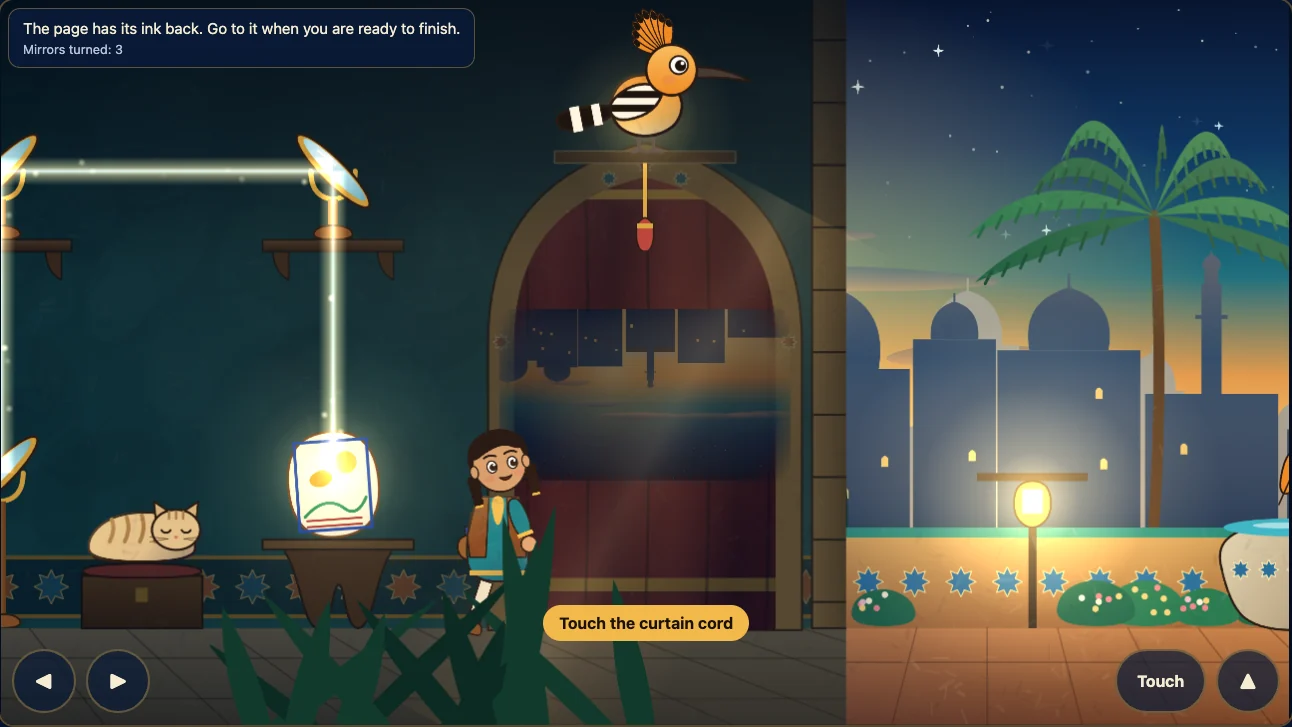 The page has its ink back. Go to it when you are ready to finish.
Mirrors turned: 3
Touch the curtain cord
Touch